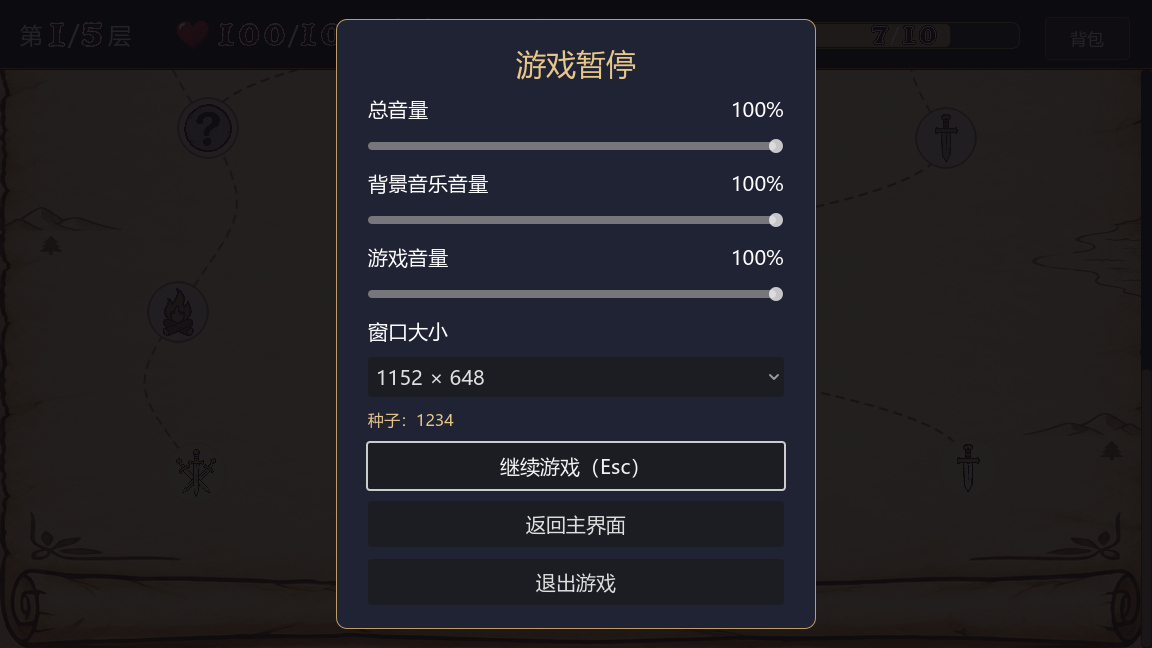 第1/5层
100/10
7/10
背包
游戏暂停
总音量 100%
背景音乐音量 100%
游戏音量 100%
窗口大小
1152 × 648
种子：1234
继续游戏（Esc）
返回主界面
退出游戏